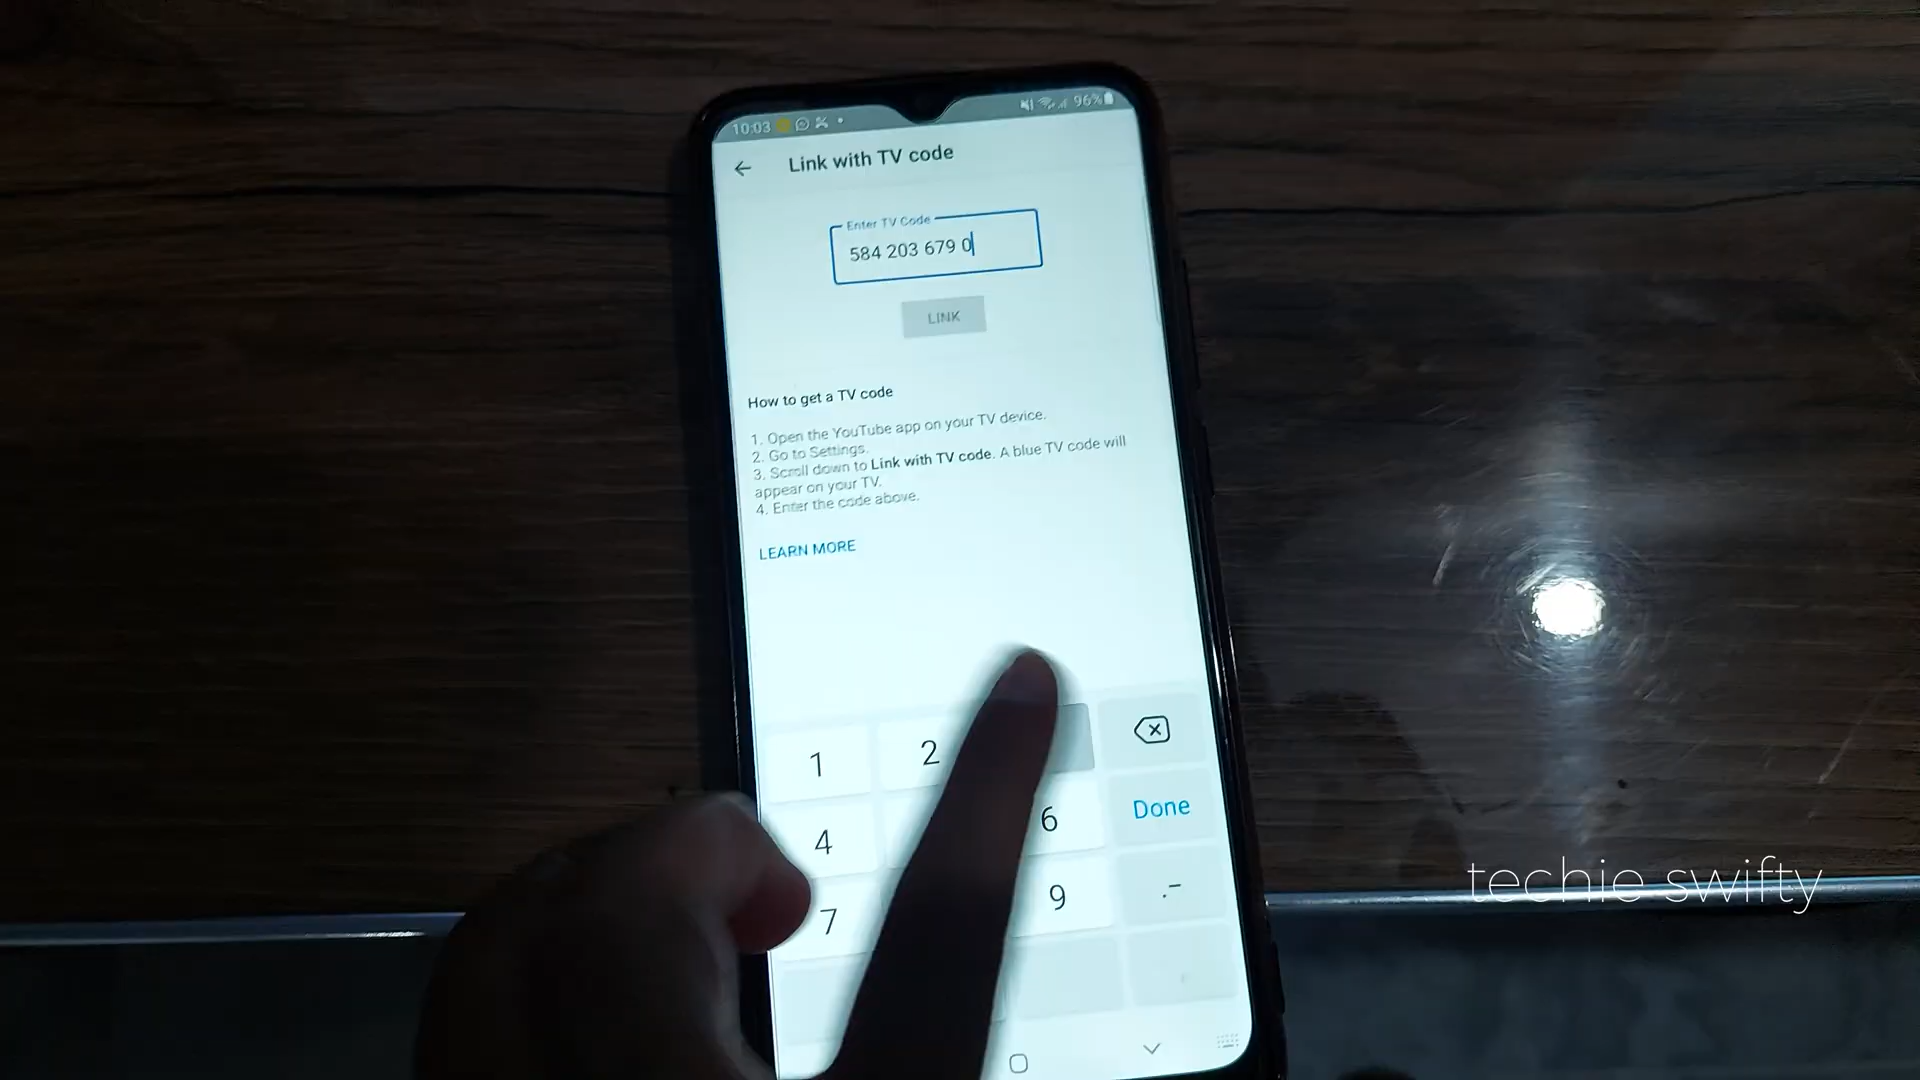 10:03
96%
Link with TV code
Enter TV Code
584 203 679 0
LINK
How to get a TV code
1. Open the YouTube app on your TV device.
2. Go to Settings.
3. Scroll down to Link with TV code. A blue TV code will
appear on your TV.
4. Enter the code above.
LEARN MORE
1 2
4 6 Done
7 9 .-
techie swifty